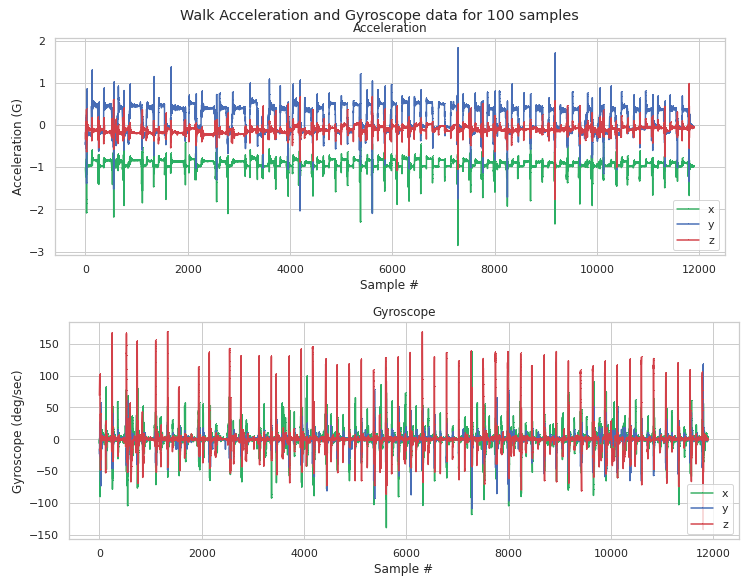 Walk Acceleration and Gyroscope data for 100 samples
Acceleration
2
1
0
−1
−2
−3
Acceleration (G)
x
y
z
0 2000 4000 6000 8000 10000 12000
Sample #
Gyroscope
150
100
50
0
−50
−100
−150
Gyroscope (deg/sec)
x
y
z
0 2000 4000 6000 8000 10000 12000
Sample #